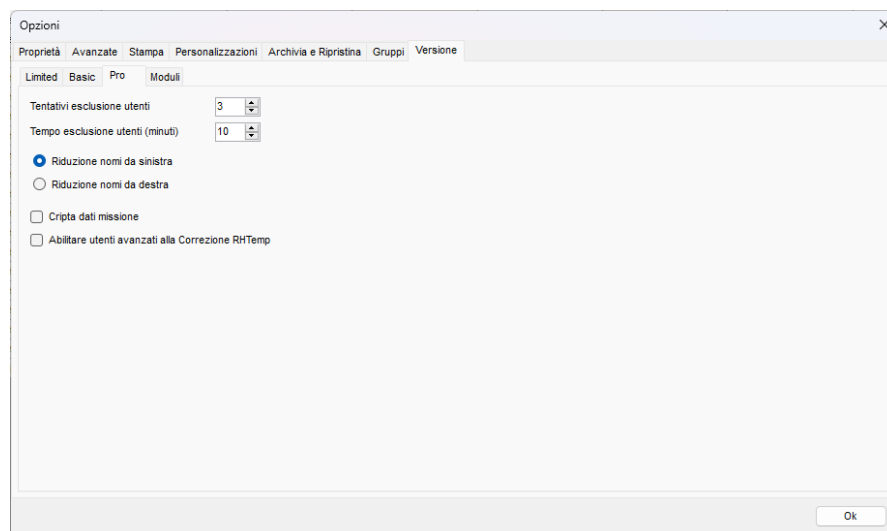 Opzioni
Proprietà Avanzate Stampa Personalizzazioni Archivia e Ripristina Gruppi Versione
Limited Basic Pro Moduli
Tentativi esclusione utenti 3
Tempo esclusione utenti (minuti) 10
Riduzione nomi da sinistra
Riduzione nomi da destra
Cripta dati missione
Abilitare utenti avanzati alla Correzione RHTemp
Ok